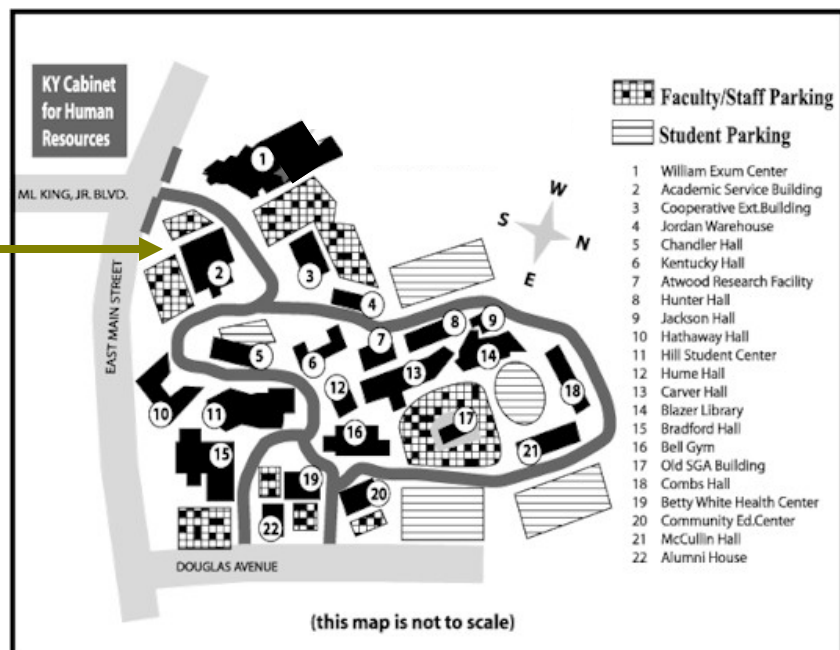 KY Cabinet
for Human
Resources
ML KING, JR. BLVD.
EAST MAIN STREET
DOUGLAS AVENUE
(this map is not to scale)
W
S
N
E
1
2
3
4
5
6
7
8
9
10
11
12
13
14
15
16
17
18
19
20
21
22
Faculty/Staff Parking
Student Parking
1 William Exum Center
2 Academic Service Building
3 Cooperative Ext.Building
4 Jordan Warehouse
5 Chandler Hall
6 Kentucky Hall
7 Atwood Research Facility
8 Hunter Hall
9 Jackson Hall
10 Hathaway Hall
11 Hill Student Center
12 Hume Hall
13 Carver Hall
14 Blazer Library
15 Bradford Hall
16 Bell Gym
17 Old SGA Building
18 Combs Hall
19 Betty White Health Center
20 Community Ed.Center
21 McCullin Hall
22 Alumni House